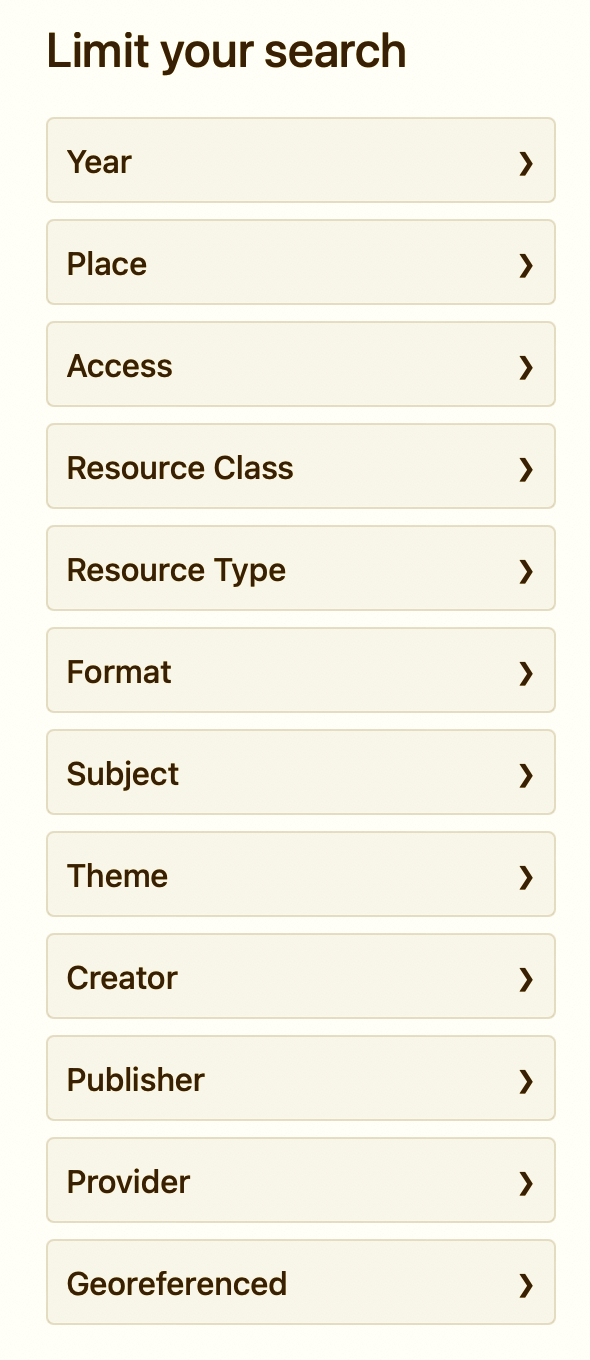 Limit your search
Year
Place
Access
Resource Class
Resource Type
Format
Subject
Theme
Creator
Publisher
Provider
Georeferenced